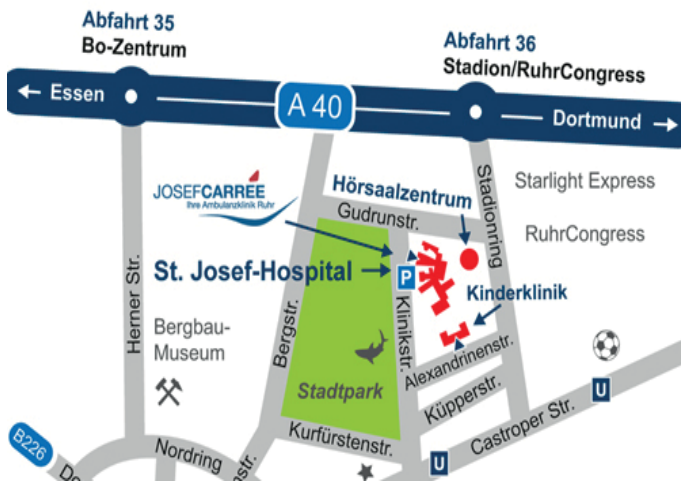 Abfahrt 35
Bo-Zentrum
Abfahrt 36
Stadion/RuhrCongress
← Essen
A 40
Dortmund →
JOSEFCARRÉE
Ihre Ambulanzklinik Ruhr
Hörsaalzentrum
Gudrunstr.
Stadionring
Starlight Express
RuhrCongress
St. Josef-Hospital
P
Kinderklinik
Herner Str.
Bergstr.
Klinikstr.
Bergbau-
Museum
Stadtpark
Alexandrinenstr.
Küpperstr.
Castroper Str.
U
Kurfürstenstr.
Nordring
B226
U